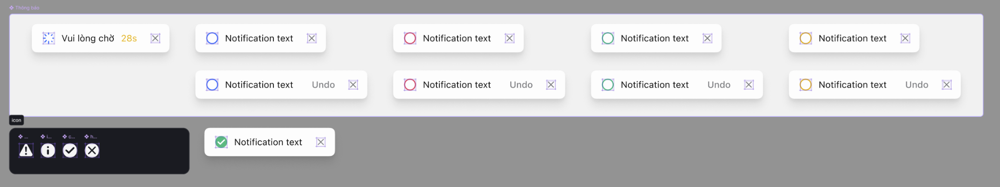 Thông báo
Vui lòng chờ 28s
Notification text
Notification text
Notification text
Notification text
Notification text Undo
Notification text Undo
Notification text Undo
Notification text Undo
icon
...
i...
c...
h...
Notification text